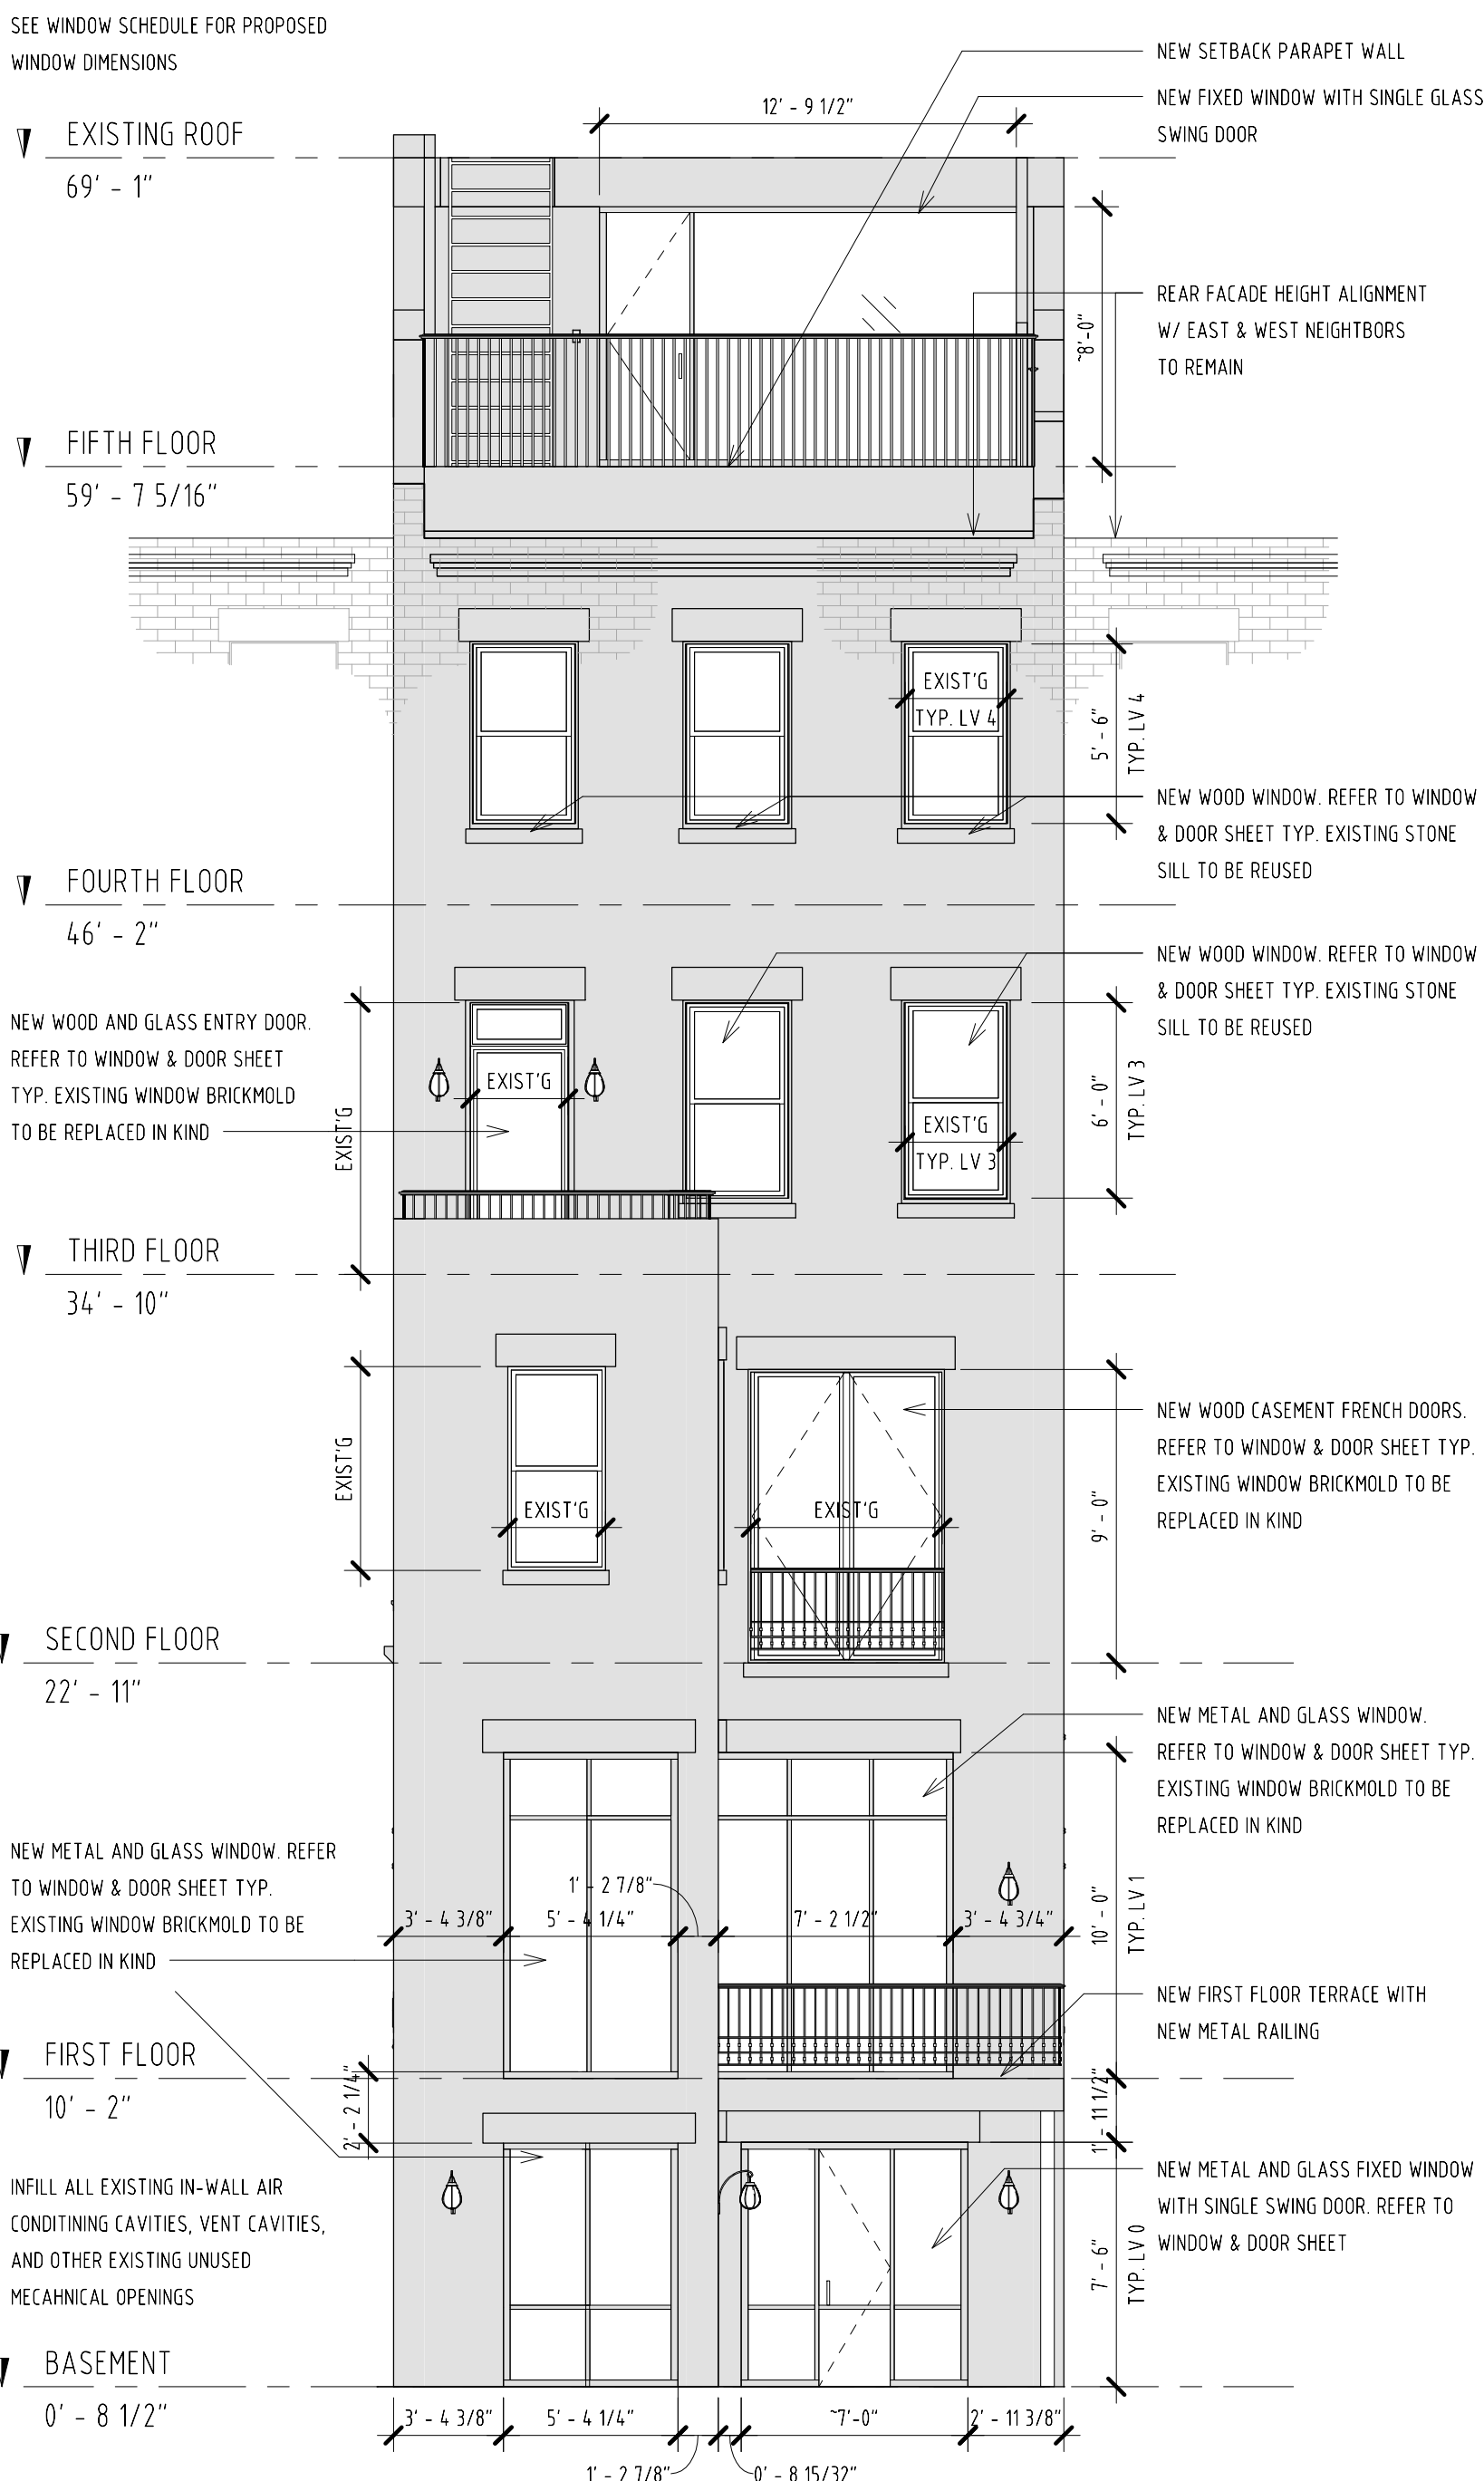 SEE WINDOW SCHEDULE FOR PROPOSED
WINDOW DIMENSIONS
NEW SETBACK PARAPET WALL
NEW FIXED WINDOW WITH SINGLE GLASS
SWING DOOR
12' - 9 1/2"
EXISTING ROOF
69' - 1"
REAR FACADE HEIGHT ALIGNMENT
W/ EAST & WEST NEIGHTBORS
TO REMAIN
~8'-0"
FIFTH FLOOR
59' - 7 5/16"
EXIST'G
TYP. LV 4
5' - 6"
TYP. LV 4
NEW WOOD WINDOW. REFER TO WINDOW
& DOOR SHEET TYP. EXISTING STONE
SILL TO BE REUSED
FOURTH FLOOR
46' - 2"
NEW WOOD WINDOW. REFER TO WINDOW
& DOOR SHEET TYP. EXISTING STONE
SILL TO BE REUSED
NEW WOOD AND GLASS ENTRY DOOR.
REFER TO WINDOW & DOOR SHEET
TYP. EXISTING WINDOW BRICKMOLD
TO BE REPLACED IN KIND
EXIST'G
EXIST'G
EXIST'G
TYP. LV 3
6' - 0"
TYP. LV 3
THIRD FLOOR
34' - 10"
NEW WOOD CASEMENT FRENCH DOORS.
REFER TO WINDOW & DOOR SHEET TYP.
EXISTING WINDOW BRICKMOLD TO BE
REPLACED IN KIND
EXIST'G
EXIST'G
EXIST'G
9' - 0"
SECOND FLOOR
22' - 11"
NEW METAL AND GLASS WINDOW.
REFER TO WINDOW & DOOR SHEET TYP.
EXISTING WINDOW BRICKMOLD TO BE
REPLACED IN KIND
NEW METAL AND GLASS WINDOW. REFER
TO WINDOW & DOOR SHEET TYP.
EXISTING WINDOW BRICKMOLD TO BE
REPLACED IN KIND
1' - 2 7/8"
3' - 4 3/8"
5' - 4 1/4"
7' - 2 1/2"
3' - 4 3/4"
10' - 0"
TYP. LV 1
NEW FIRST FLOOR TERRACE WITH
NEW METAL RAILING
FIRST FLOOR
10' - 2"
2' - 2 1/4"
1' - 11 1/2"
INFILL ALL EXISTING IN-WALL AIR
CONDITINING CAVITIES, VENT CAVITIES,
AND OTHER EXISTING UNUSED
MECAHNICAL OPENINGS
NEW METAL AND GLASS FIXED WINDOW
WITH SINGLE SWING DOOR. REFER TO
WINDOW & DOOR SHEET
7' - 6"
TYP. LV 0
BASEMENT
0' - 8 1/2"
3' - 4 3/8"
5' - 4 1/4"
~7'-0"
2' - 11 3/8"
1' - 2 7/8"
0' - 8 15/32"